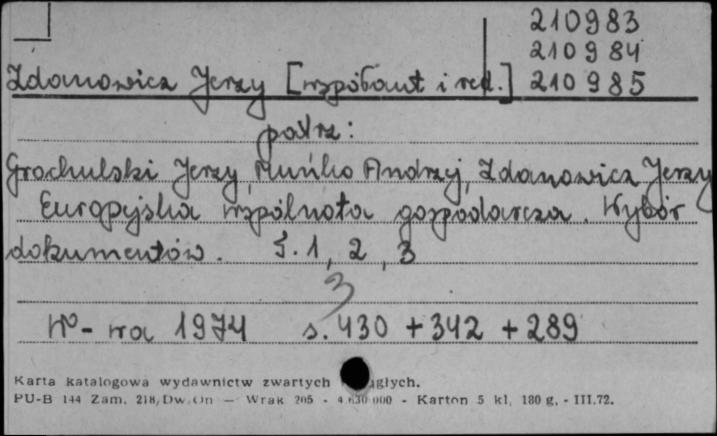 210983
210984
Zdanowicz Jerzy [współaut i red.] 210985
patrz:
Grochulski Jerzy, Muńko Andrzej, Zdanowicz Jerzy
Europejska wspólnota gospodarcza. Wybór
dokumentów. T. 1, 2, 3
3
W-wa 1974 s. 430 + 342 + 289
Karta katalogowa wydawnictw zwartych i ciągłych.
PU-B 144 Zam. 218/Dw.On — Wrak 205 - 4.630 000 - Karton 5 kl. 180 g. - III.72.